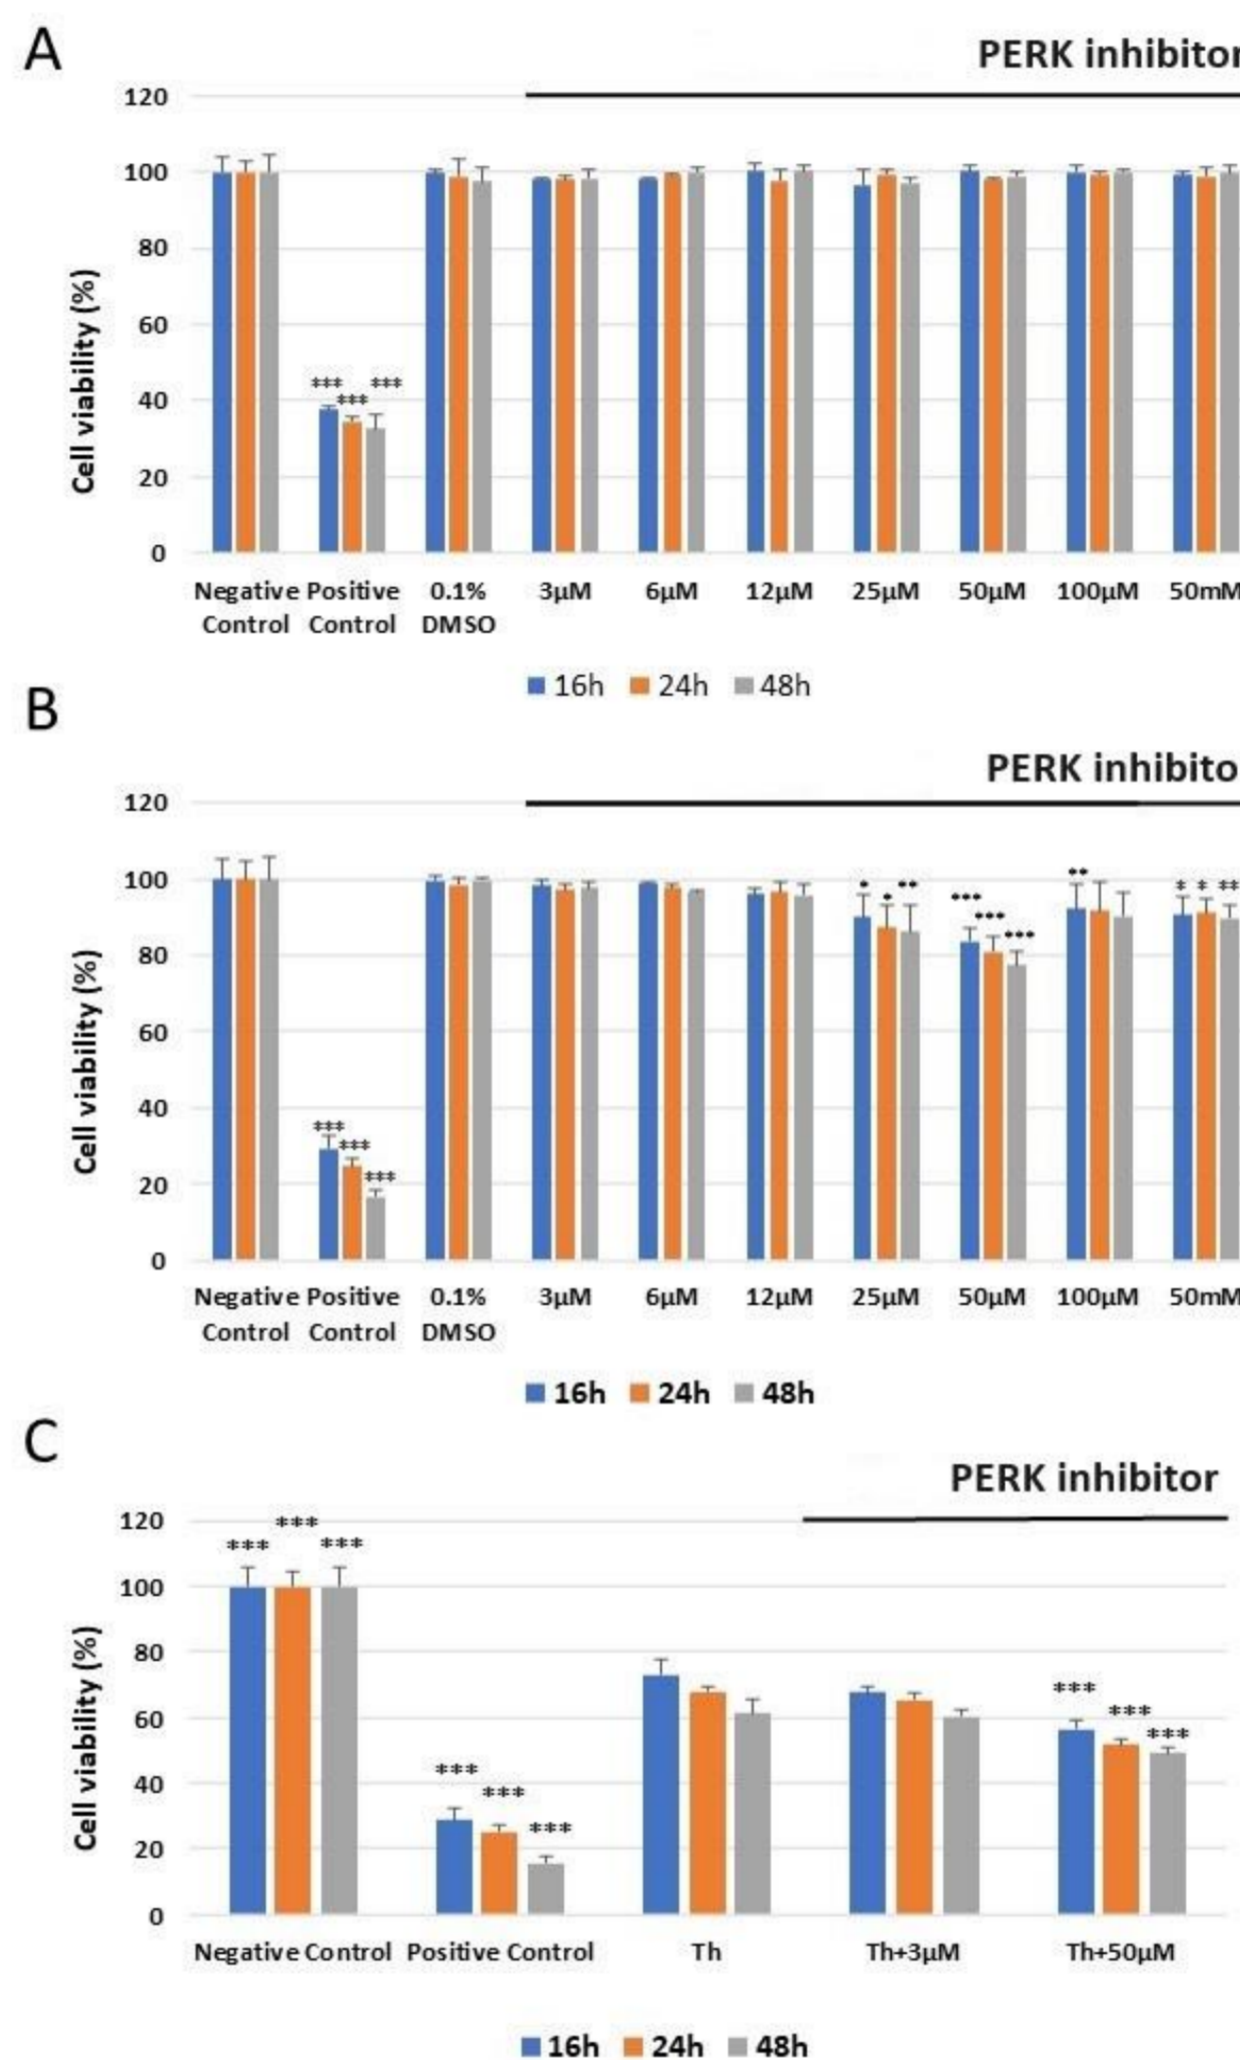 A
PERK inhibitor
120
100
80
60
40
20
0
Cell viability (%)
*** *** ***
Negative Control
Positive Control
0.1% DMSO
3µM
6µM
12µM
25µM
50µM
100µM
50mM
16h 24h 48h
B
PERK inhibito
120
100
80
60
40
20
0
Cell viability (%)
*** *** ***
* * **
*** *** ***
**
* * **
Negative Control
Positive Control
0.1% DMSO
3µM
6µM
12µM
25µM
50µM
100µM
50mM
16h 24h 48h
C
PERK inhibitor
120
100
80
60
40
20
0
Cell viability (%)
*** *** ***
*** *** ***
*** *** ***
Negative Control
Positive Control
Th
Th+3µM
Th+50µM
16h 24h 48h